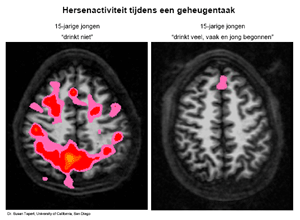 Hersenactiviteit tijdens een geheugentaak
15-jarige jongen
"drinkt niet"
15-jarige jongen
"drinkt veel, vaak en jong begonnen"
Dr. Susan Tapert, University of California, San Diego